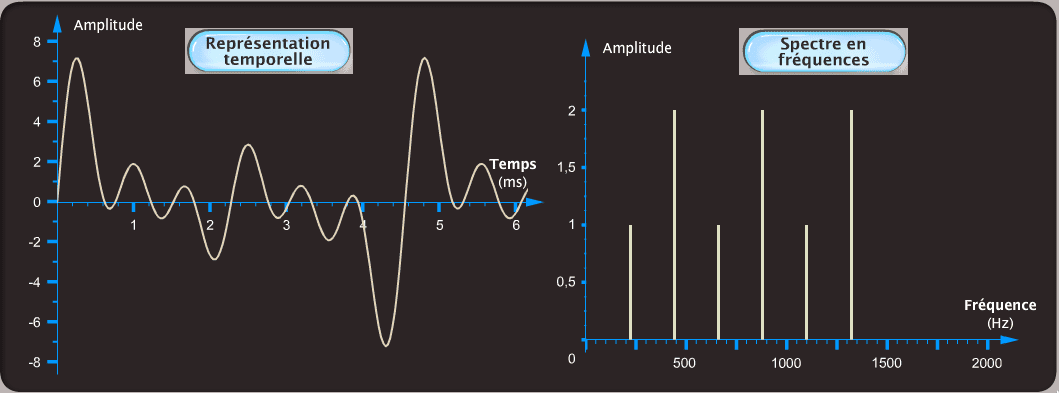 Amplitude
Représentation
temporelle
8
6
4
2
0
-2
-4
-6
-8
1
2
3
4
5
6
Temps
(ms)
Amplitude
Spectre en
fréquences
2
1,5
1
0,5
0
500
1000
1500
2000
Fréquence
(Hz)